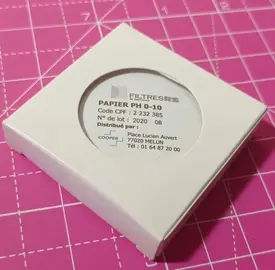 FILTRES
PAPIER PH 0-10
Code CPF : 2 232 385
N° de lot : 2020 08
Distribué par :
COOPER
Place Lucien Auvert
77020 MELUN
Tél : 01 64 87 20 00